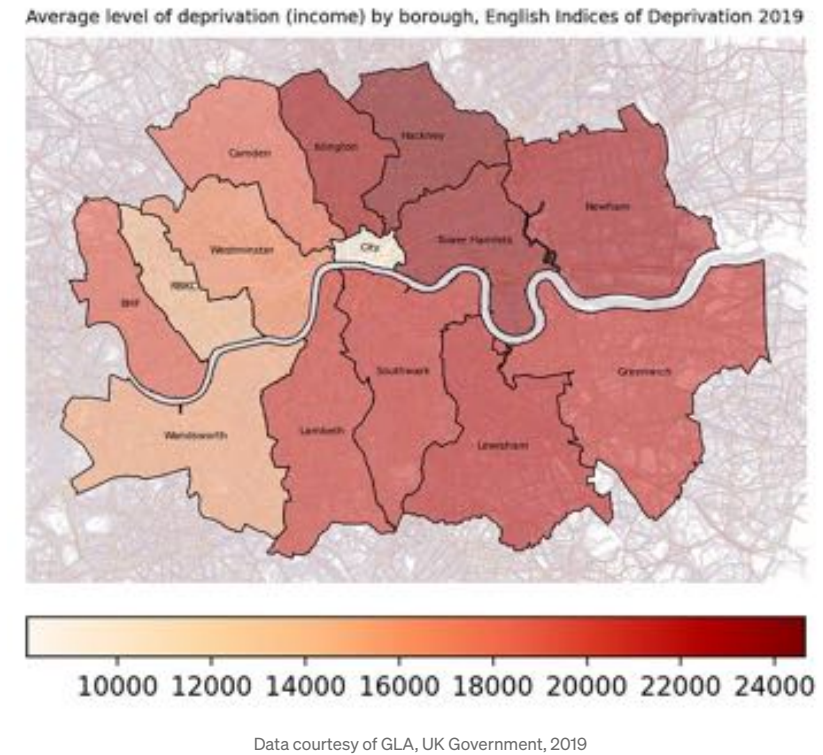 Average level of deprivation (income) by borough, English Indices of Deprivation 2019
Hackney
Islington
Camden
Newham
Tower Hamlets
City
Westminster
RBKC
BHF
Greenwich
Southwark
Lambeth
Wandsworth
Lewisham
10000 12000 14000 16000 18000 20000 22000 24000
Data courtesy of GLA, UK Government, 2019